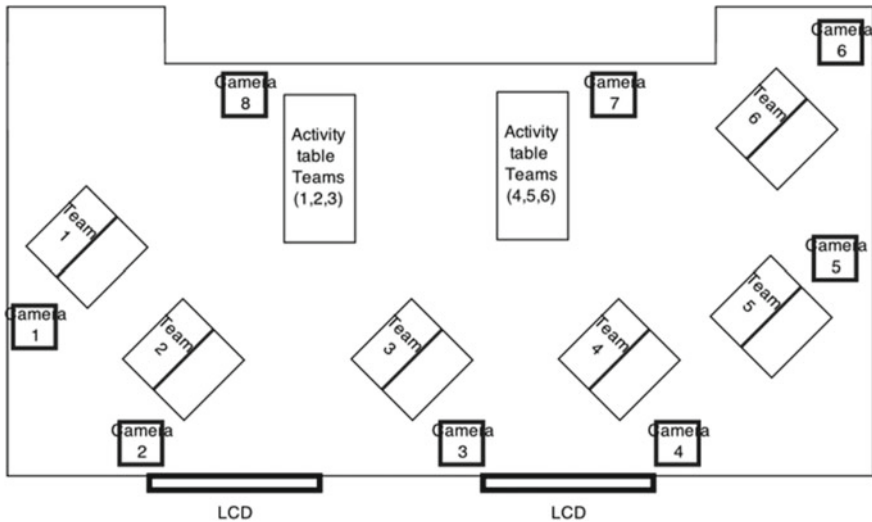 Camera
6
Camera
8
Camera
7
Team
6
Activity
table
Teams
(1,2,3)
Activity
table
Teams
(4,5,6)
Team
1
Camera
5
Team
5
Camera
1
Team
2
Team
3
Team
4
Camera
2
Camera
3
Camera
4
LCD
LCD